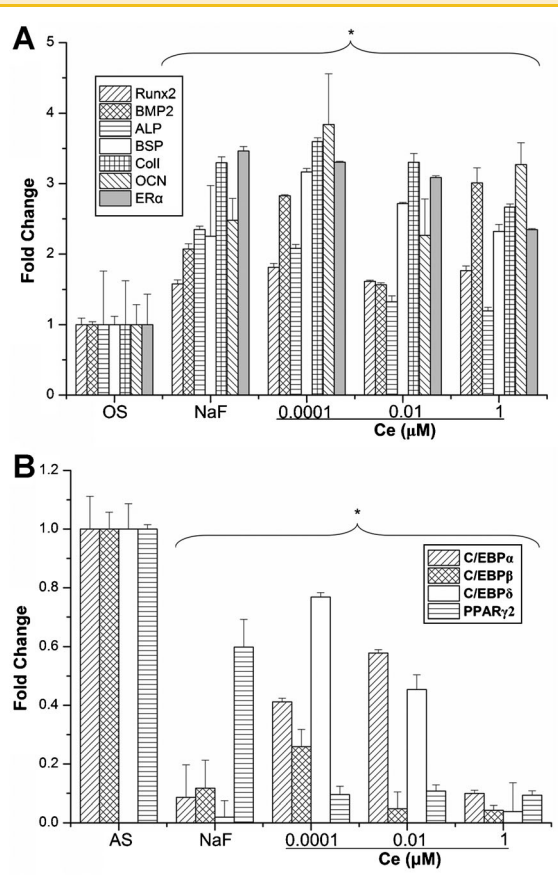 A
*
5
4
3
2
1
0
Fold Change
Runx2
BMP2
ALP
BSP
ColI
OCN
ERα
OS
NaF
0.0001
0.01
1
Ce (μM)
B
*
1.2
1.0
0.8
0.6
0.4
0.2
0.0
Fold Change
C/EBPα
C/EBPβ
C/EBPδ
PPARγ2
AS
NaF
0.0001
0.01
1
Ce (μM)